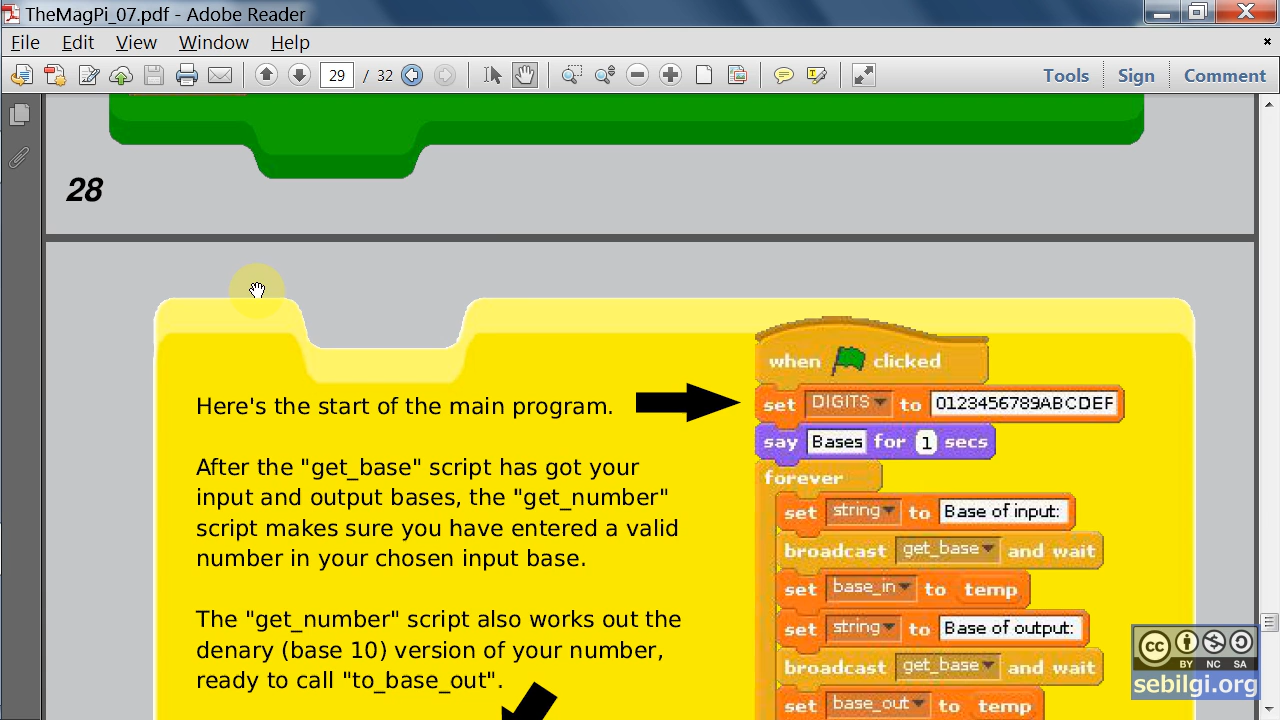 TheMagPi_07.pdf - Adobe Reader
File Edit View Window Help
29 / 32
Tools Sign Comment
28
Here's the start of the main program.
After the "get_base" script has got your
input and output bases, the "get_number"
script makes sure you have entered a valid
number in your chosen input base.
The "get_number" script also works out the
denary (base 10) version of your number,
ready to call "to_base_out".
when clicked
set DIGITS to 0123456789ABCDEF
say Bases for 1 secs
forever
set string to Base of input:
broadcast get_base and wait
set base_in to temp
set string to Base of output:
broadcast get_base and wait
set base_out to temp
cc BY NC SA
sebilgi.org